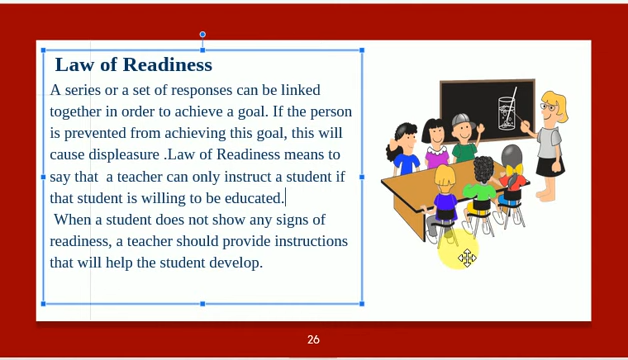 Law of Readiness
A series or a set of responses can be linked
together in order to achieve a goal. If the person
is prevented from achieving this goal, this will
cause displeasure .Law of Readiness means to
say that  a teacher can only instruct a student if
that student is willing to be educated.
When a student does not show any signs of
readiness, a teacher should provide instructions
that will help the student develop.
26